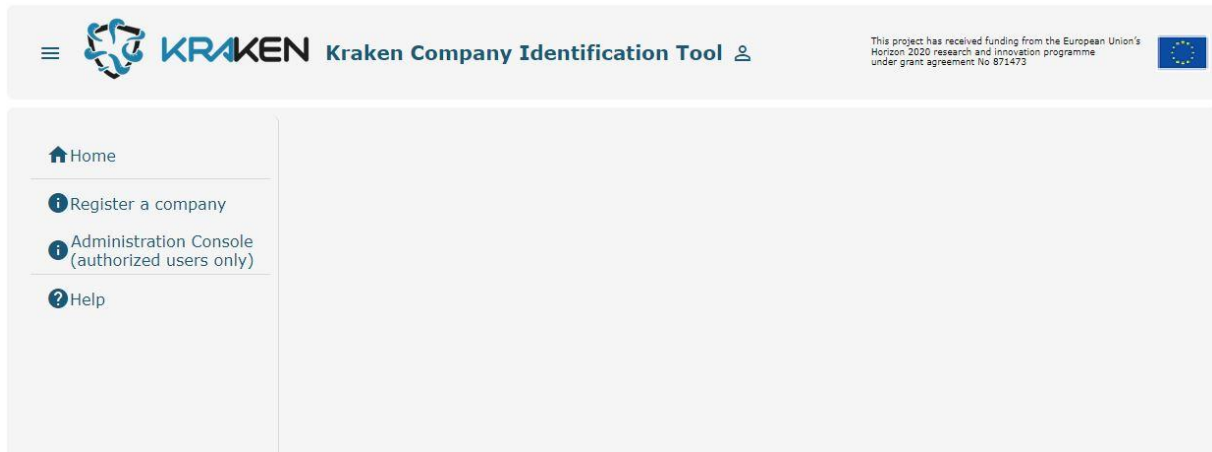 KRAKEN Kraken Company Identification Tool
This project has received funding from the European Union's
Horizon 2020 research and innovation programme
under grant agreement No 871473
Home
Register a company
Administration Console
(authorized users only)
Help